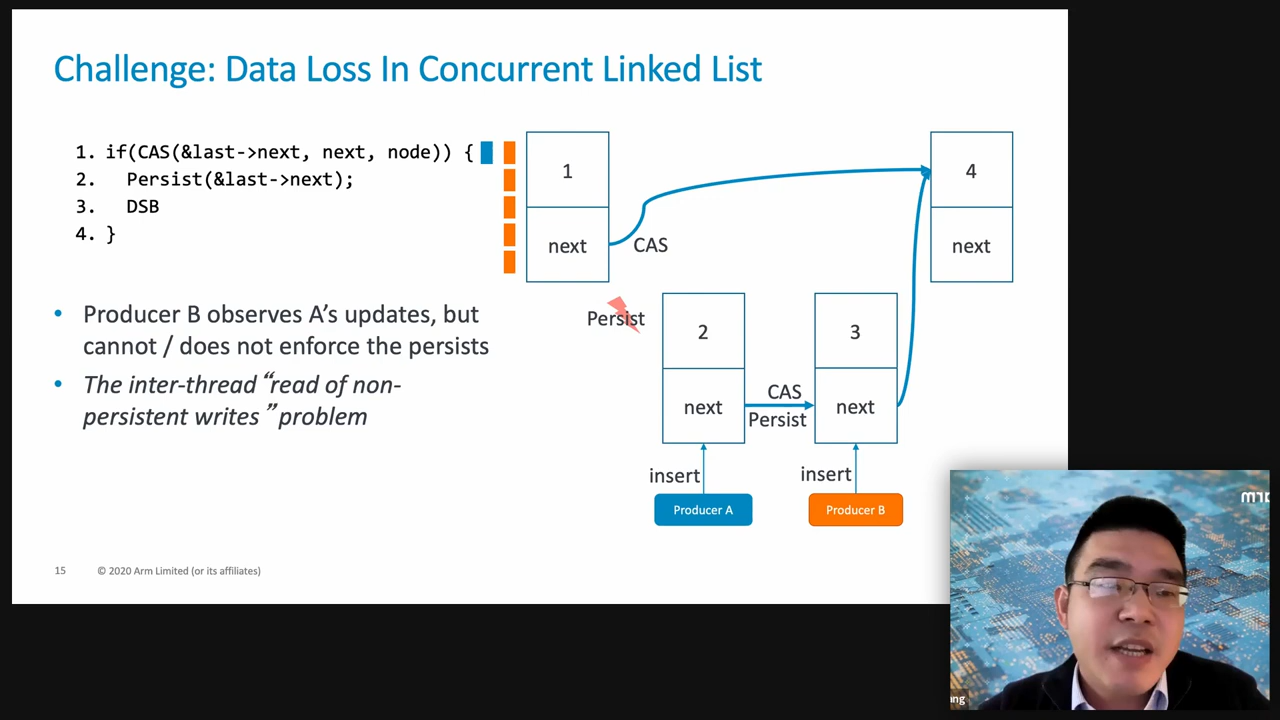 Challenge: Data Loss In Concurrent Linked List
1. if(CAS(&last->next, next, node)) {
2. Persist(&last->next);
3. DSB
4. }
• Producer B observes A’s updates, but
cannot / does not enforce the persists
• The inter-thread “read of non-
persistent writes ” problem
1
next
CAS
4
next
Persist
2
next
CAS
Persist
3
next
insert
insert
Producer A
Producer B
15
© 2020 Arm Limited (or its affiliates)
arm
ang